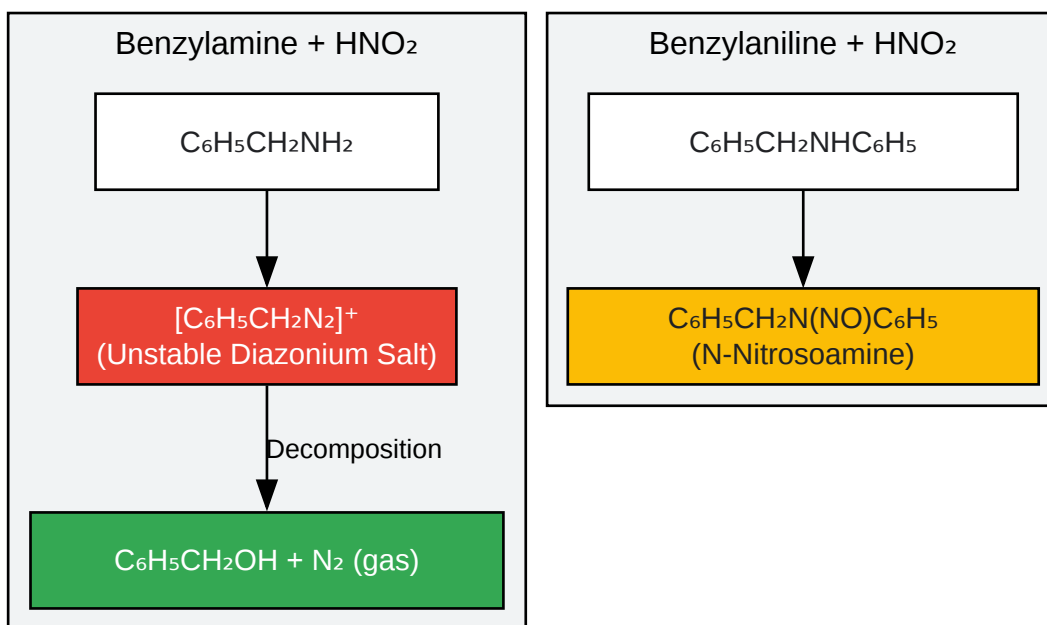 Benzylamine + HNO₂
C₆H₅CH₂NH₂
[C₆H₅CH₂N₂]⁺
(Unstable Diazonium Salt)
Decomposition
C₆H₅CH₂OH + N₂ (gas)
Benzylaniline + HNO₂
C₆H₅CH₂NHC₆H₅
C₆H₅CH₂N(NO)C₆H₅
(N-Nitrosoamine)